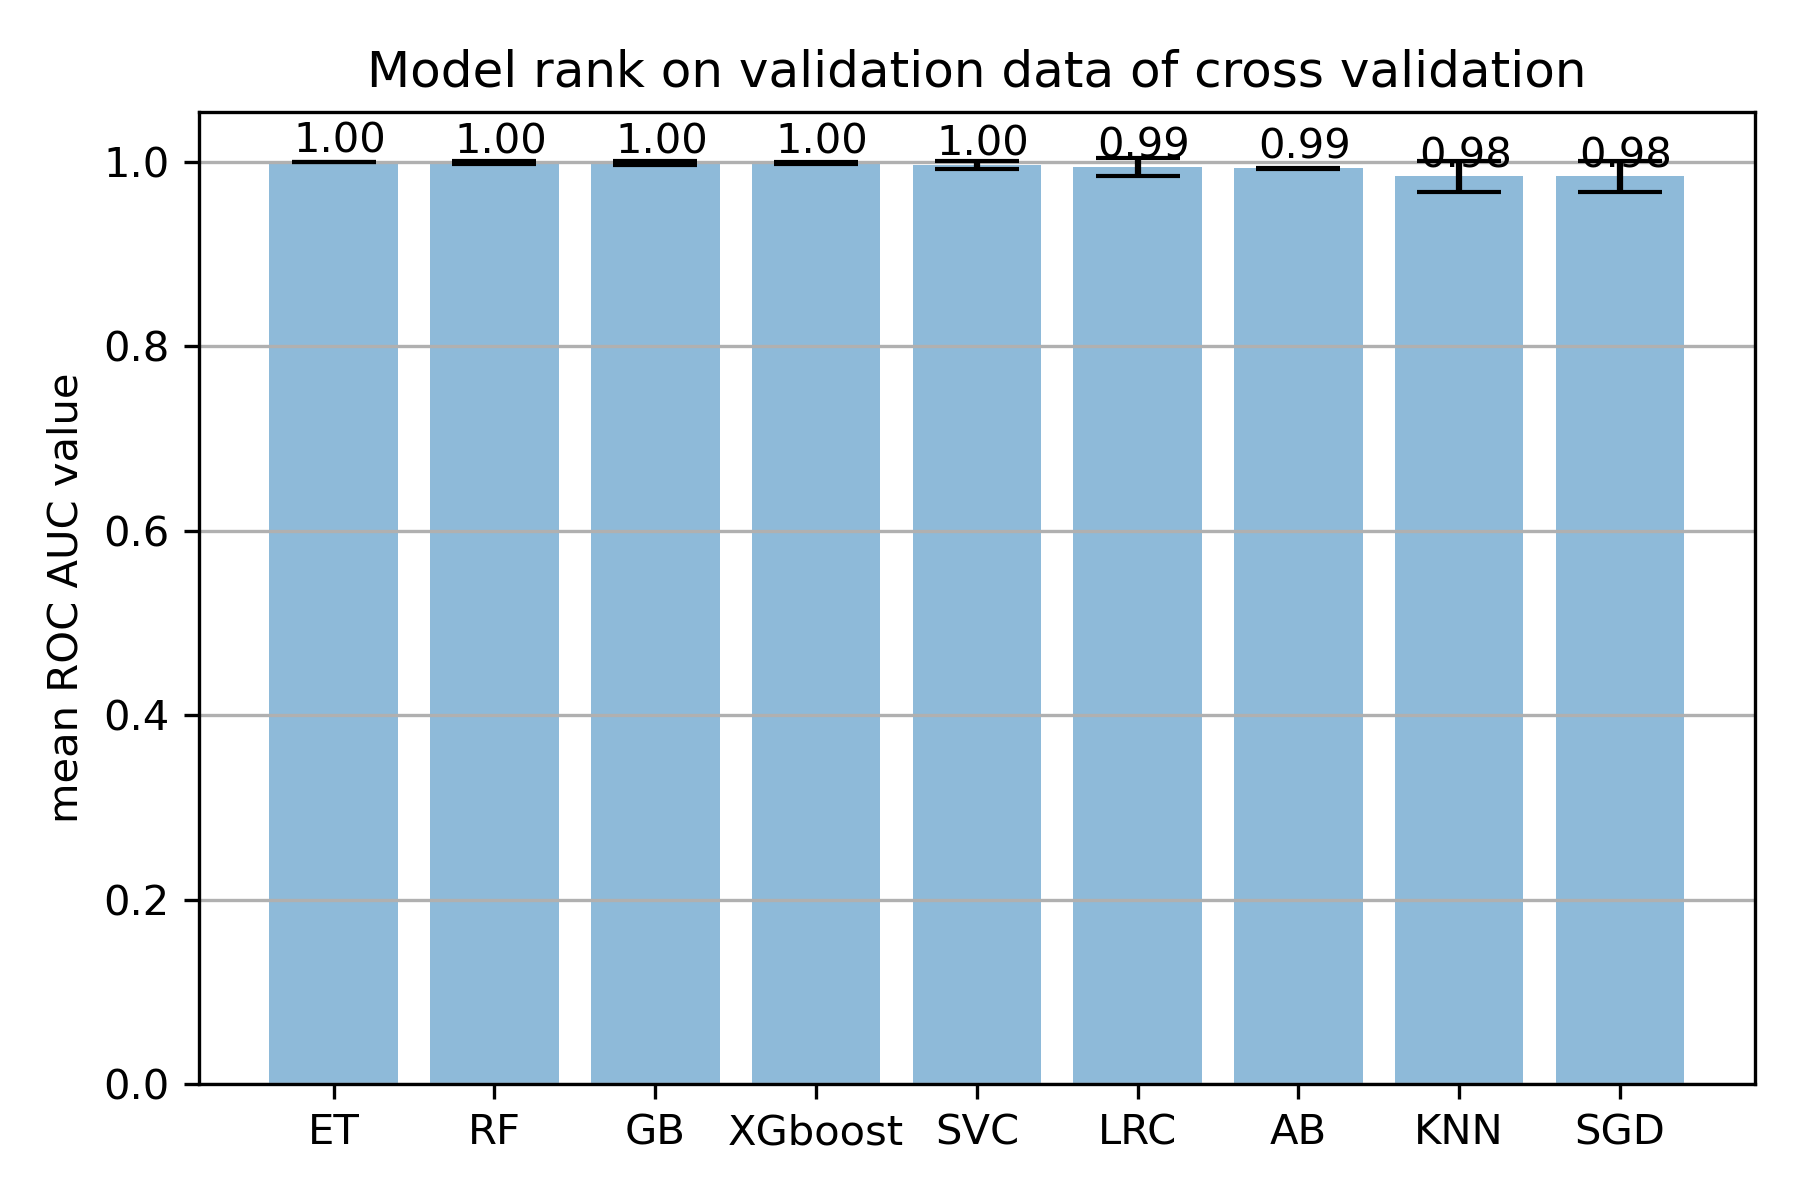 Model rank on validation data of cross validation
1.00 1.00 1.00 1.00 1.00 0.99 0.99 0.98 0.98
1.0
0.8
0.6
0.4
0.2
0.0
mean ROC AUC value
ET RF GB XGboost SVC LRC AB KNN SGD